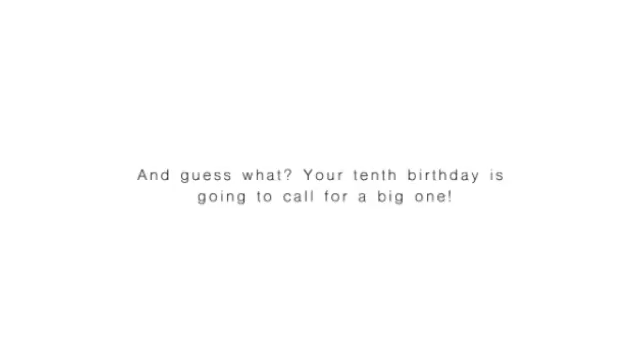 And guess what? Your tenth birthday is
going to call for a big one!